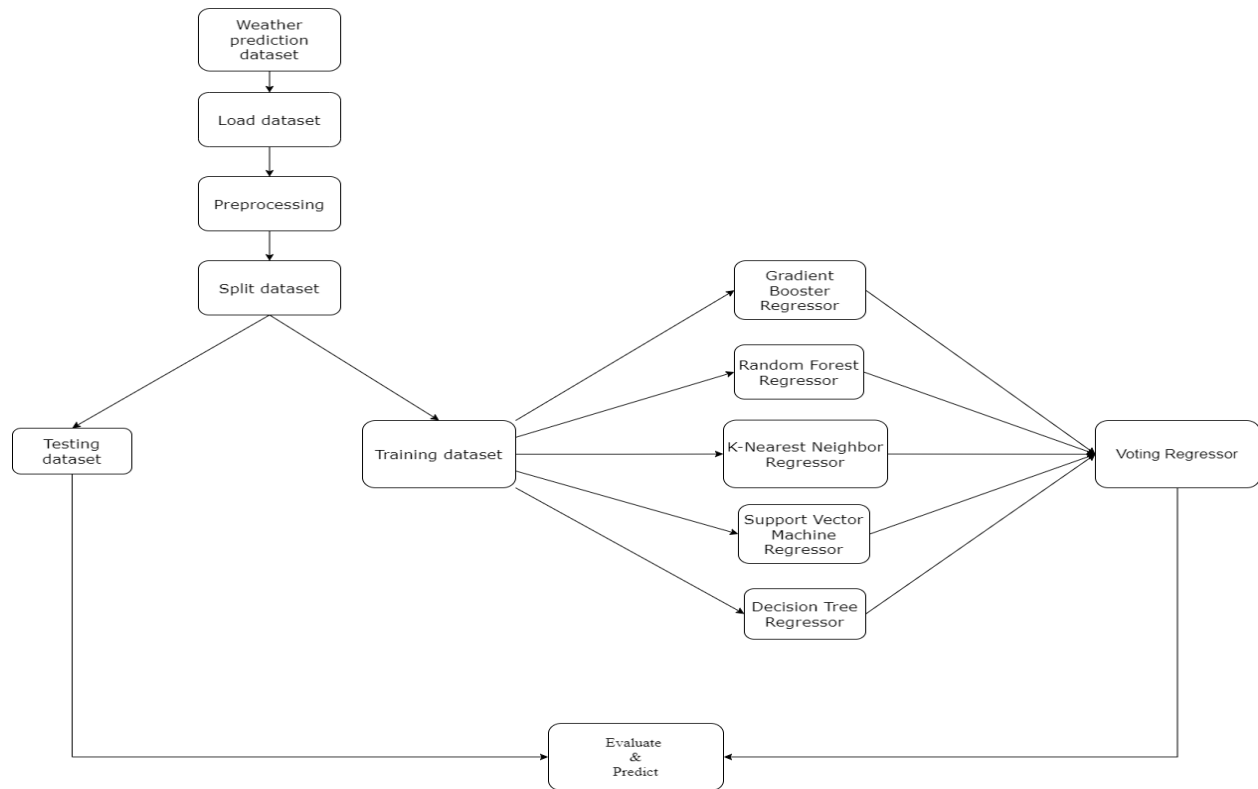 Weather
prediction
dataset
Load dataset
Preprocessing
Split dataset
Testing
dataset
Training dataset
Gradient
Booster
Regressor
Random Forest
Regressor
K-Nearest Neighbor
Regressor
Support Vector
Machine
Regressor
Decision Tree
Regressor
Voting Regressor
Evaluate
&
Predict